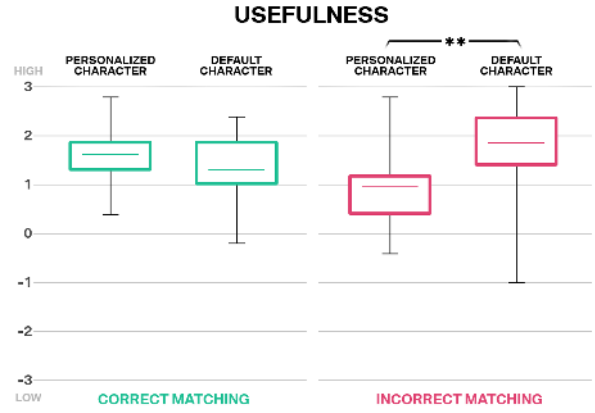 USEFULNESS
**
PERSONALIZED CHARACTER DEFAULT CHARACTER PERSONALIZED CHARACTER DEFAULT CHARACTER
HIGH
3
2
1
0
-1
-2
-3
LOW
CORRECT MATCHING INCORRECT MATCHING